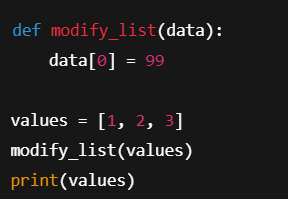 def modify_list(data):
    data[0] = 99

values = [1, 2, 3]
modify_list(values)
print(values)